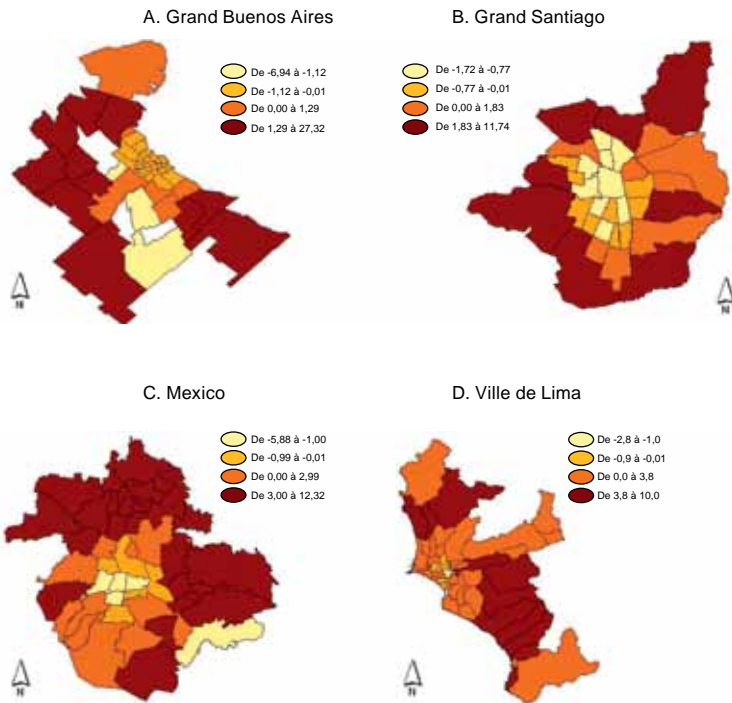 A. Grand Buenos Aires
De -6,94 à -1,12
De -1,12 à -0,01
De 0,00 à 1,29
De 1,29 à 27,32
N
B. Grand Santiago
De -1,72 à -0,77
De -0,77 à -0,01
De 0,00 à 1,83
De 1,83 à 11,74
N
C. Mexico
De -5,88 à -1,00
De -0,99 à -0,01
De 0,00 à 2,99
De 3,00 à 12,32
N
D. Ville de Lima
De -2,8 à -1,0
De -0,9 à -0,01
De 0,0 à 3,8
De 3,8 à 10,0
N